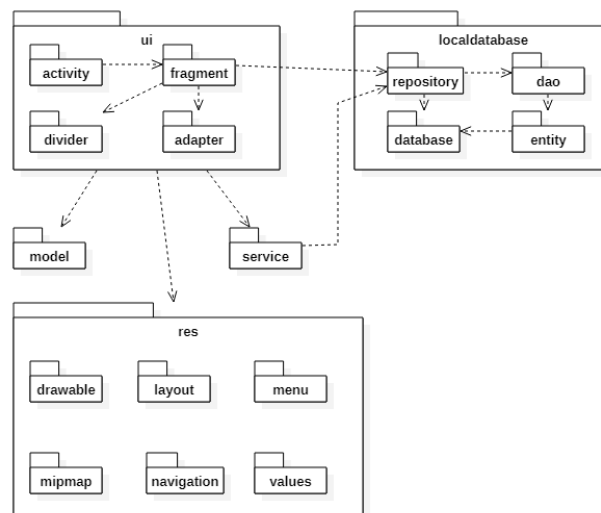 ui
activity
fragment
divider
adapter
localdatabase
repository
dao
database
entity
model
service
res
drawable
layout
menu
mipmap
navigation
values